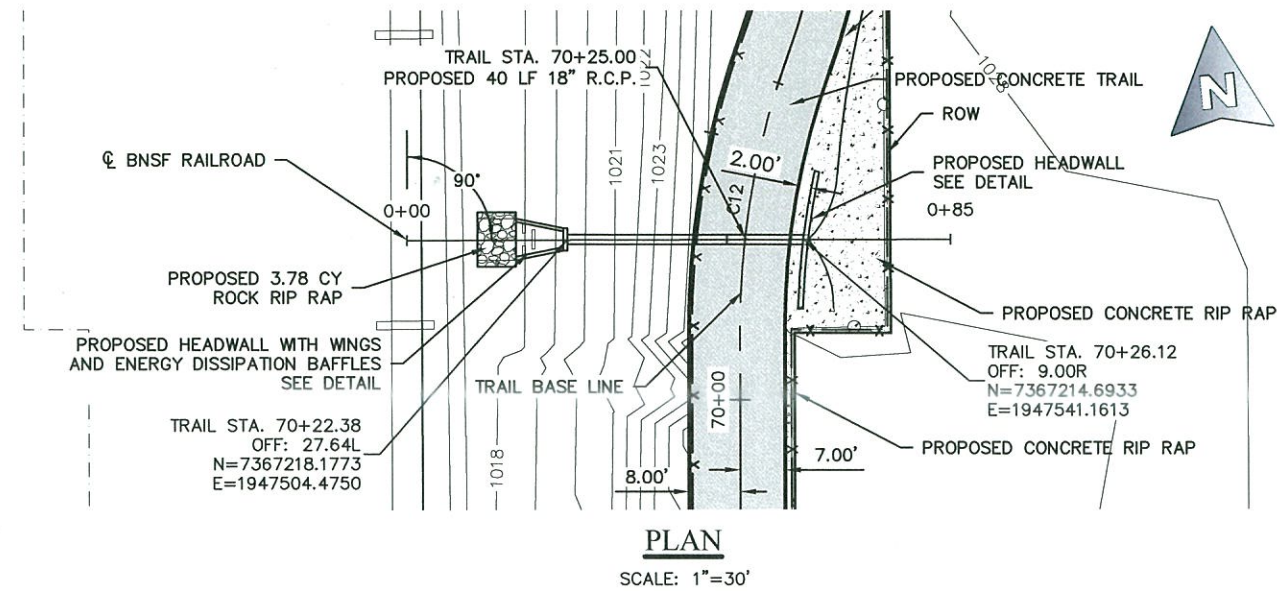 TRAIL STA. 70+25.00
PROPOSED 40 LF 18" R.C.P.
1022
1028
N
PROPOSED CONCRETE TRAIL
ROW
℄ BNSF RAILROAD
90°
1021
1023
2.00'
C12
PROPOSED HEADWALL
SEE DETAIL
0+00
0+85
PROPOSED 3.78 CY
ROCK RIP RAP
PROPOSED CONCRETE RIP RAP
PROPOSED HEADWALL WITH WINGS
AND ENERGY DISSIPATION BAFFLES
SEE DETAIL
TRAIL BASE LINE
TRAIL STA. 70+26.12
OFF: 9.00R
N=7367214.6933
E=1947541.1613
70+00
TRAIL STA. 70+22.38
OFF: 27.64L
N=7367218.1773
E=1947504.4750
1018
PROPOSED CONCRETE RIP RAP
8.00'
7.00'
PLAN
SCALE: 1"=30'